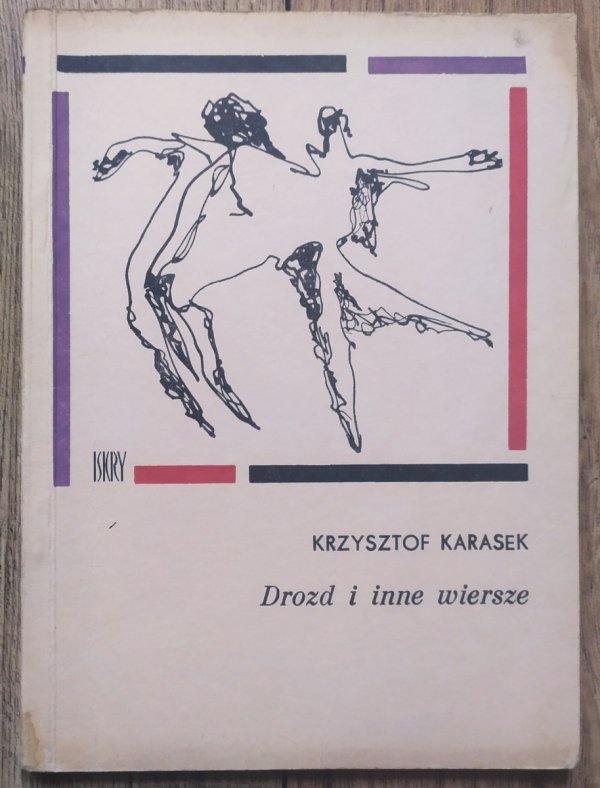 ISKRY
KRZYSZTOF KARASEK
Drozd i inne wiersze